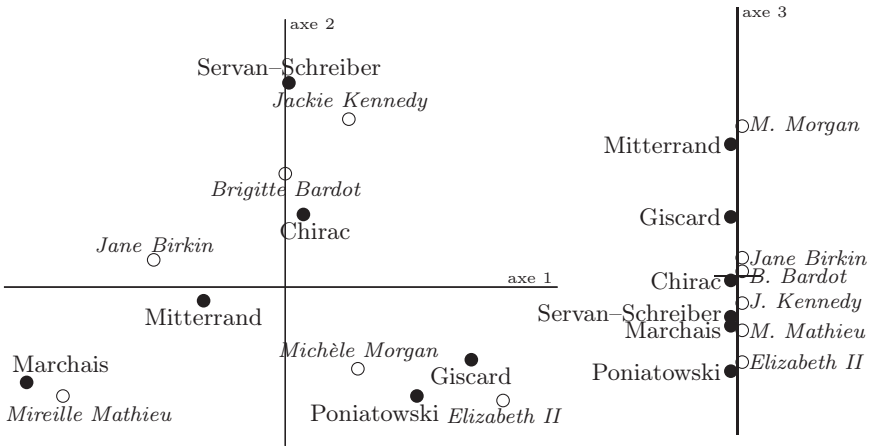 axe 2
Servan–Schreiber
Jackie Kennedy
Brigitte Bardot
Chirac
Jane Birkin
axe 1
Mitterrand
Michèle Morgan
Marchais
Giscard
Mireille Mathieu
Poniatowski
Elizabeth II
axe 3
M. Morgan
Mitterrand
Giscard
Jane Birkin
B. Bardot
Chirac
J. Kennedy
Servan–Schreiber
Marchais
M. Mathieu
Elizabeth II
Poniatowski